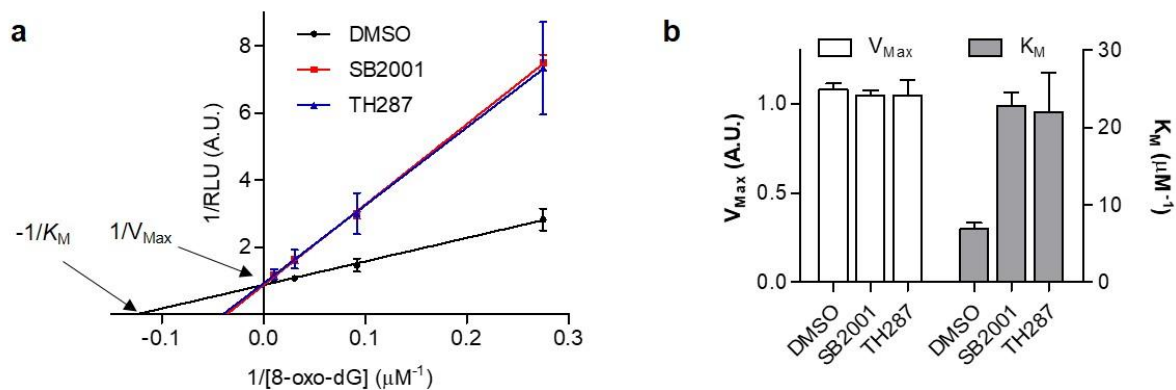 a
DMSO
SB2001
TH287
8
6
4
2
1/RLU (A.U.)
-1/KM
1/VMax
-0.1
0.0
0.1
0.2
0.3
1/[8-oxo-dG] (µM-1)
b
VMax
KM
1.0
0.5
0.0
VMax (A.U.)
30
20
10
0
KM (µM-1)
DMSO
SB2001
TH287
DMSO
SB2001
TH287